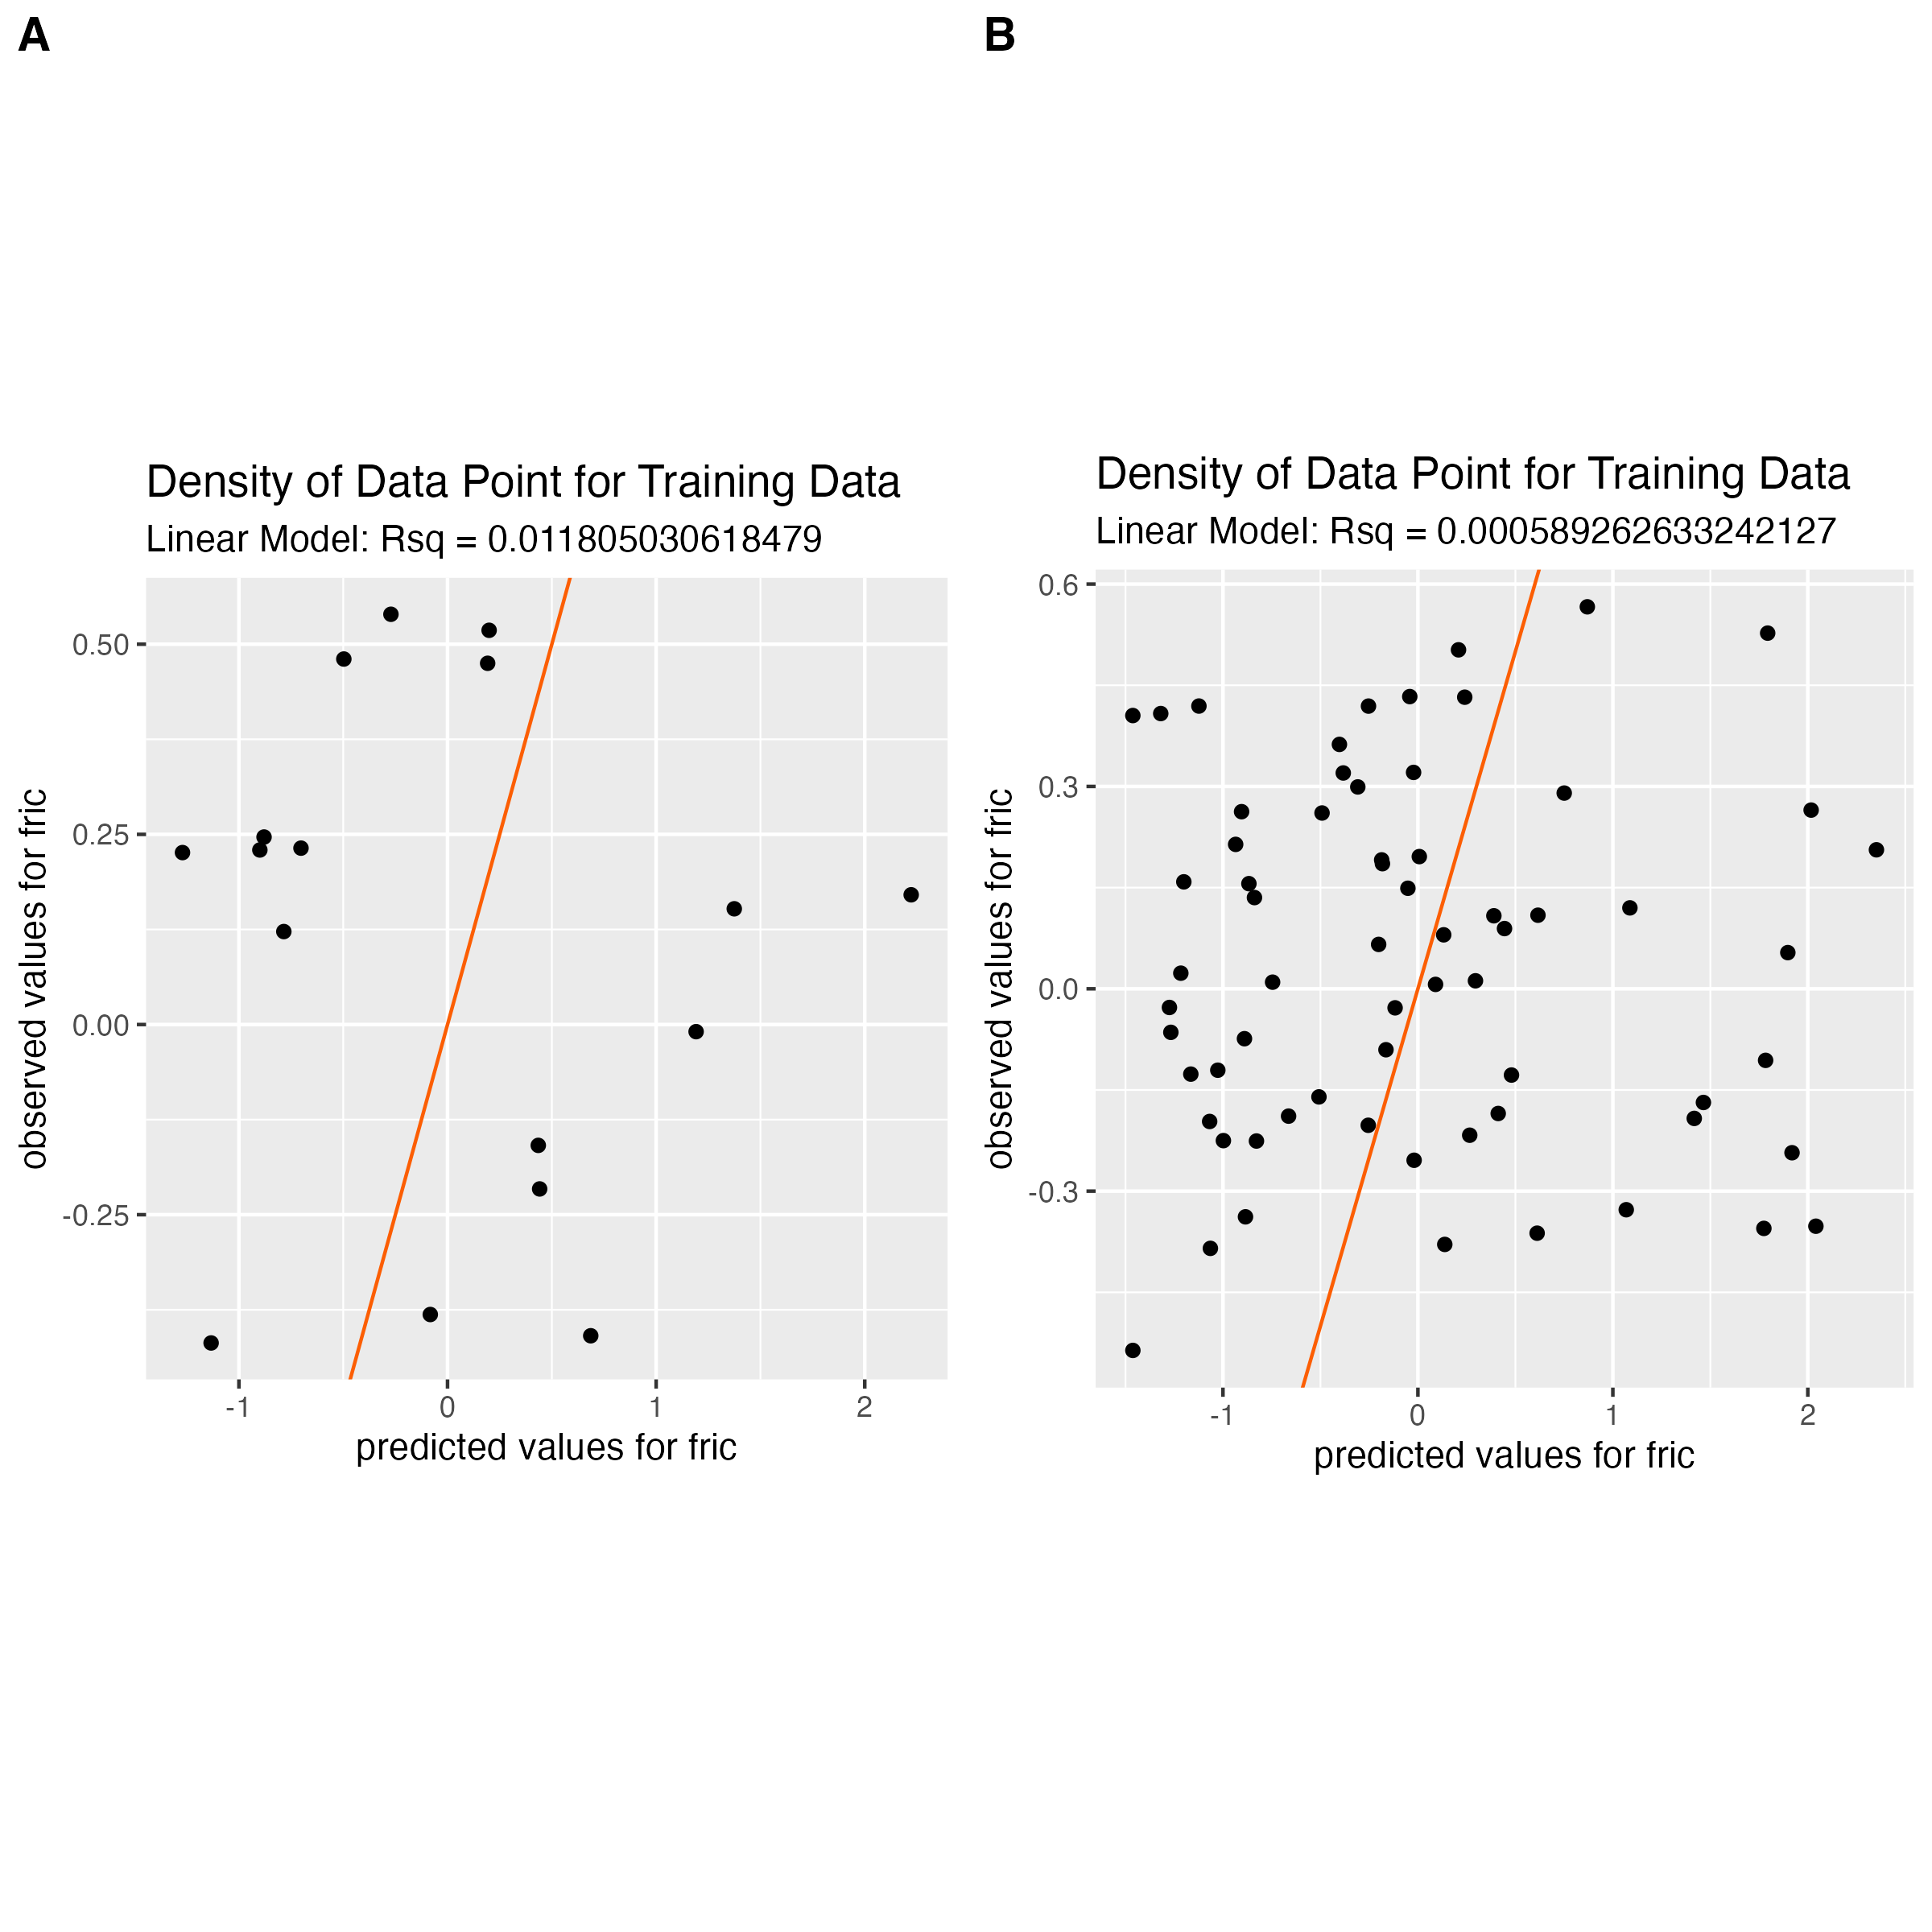 A
Density of Data Point for Training Data
Linear Model: Rsq = 0.011805030618479
observed values for fric
0.50
0.25
0.00
-0.25
-1
0
1
2
predicted values for fric
B
Density of Data Point for Training Data
Linear Model: Rsq = 0.000589262633242127
observed values for fric
0.6
0.3
0.0
-0.3
-1
0
1
2
predicted values for fric